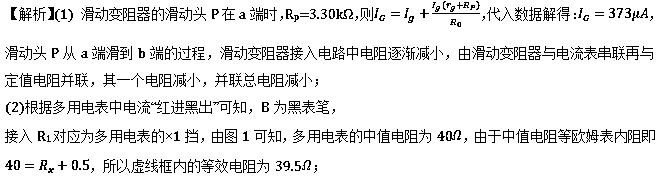 【解析】(1) 滑动变阻器的滑动头 P 在 a 端时,Rp=3.30kΩ,则$I_G=I_g+\frac{I_g(r_g+R_P)}{R_0}$,代入数据解得:$I_G=373\mu A$,
滑动头 P 从 a 端滑到 b 端的过程，滑动变阻器接入电路中电阻逐渐减小，由滑动变阻器与电流表串联再与
定值电阻并联，其一个电阻减小，并联总电阻减小；
(2)根据多用电表中电流“红进黑出”可知，B 为黑表笔，
接入 R₁对应为多用电表的×1 挡，由图 1 可知，多用电表的中值电阻为 40Ω，由于中值电阻等欧姆表内阻即
$40=R_x+0.5$，所以虚线框内的等效电阻为 39.5Ω；